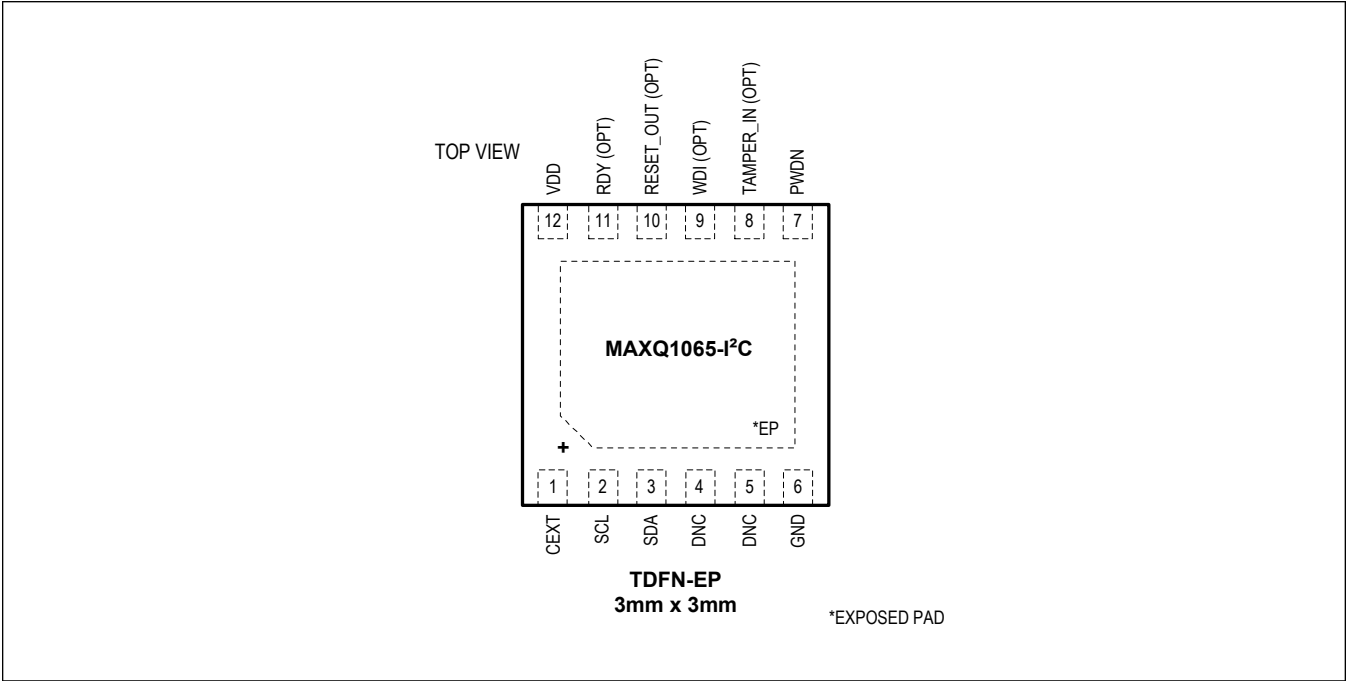 TOP VIEW
VDD
RDY (OPT)
RESET_OUT (OPT)
WDI (OPT)
TAMPER_IN (OPT)
PWDN
12 11 10 9 8 7
MAXQ1065-I²C
*EP
+
1 2 3 4 5 6
CEXT
SCL
SDA
DNC
DNC
GND
TDFN-EP
3mm x 3mm
*EXPOSED PAD